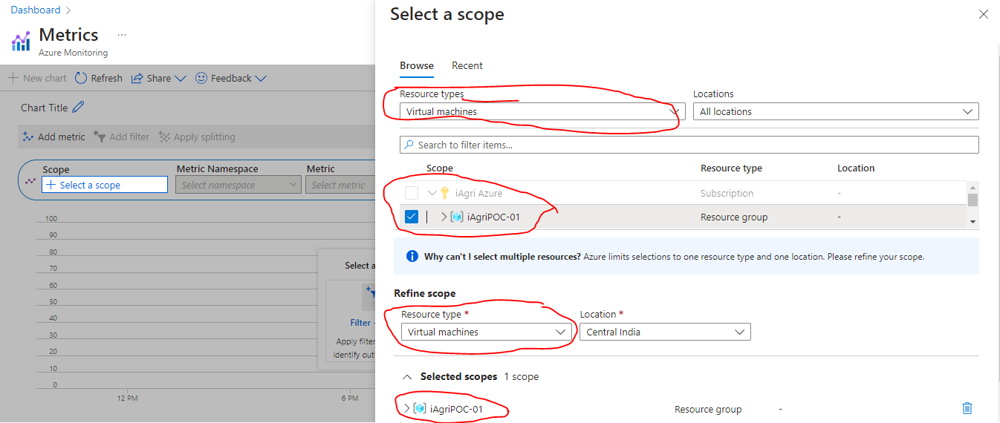 Dashboard >
Metrics ...
Azure Monitoring
New chart Refresh Share Feedback
Chart Title
Add metric Add filter Apply splitting
Scope Metric Namespace Metric
Select a scope Select namespace Select metric
100
90
80
70
60
50
40
30
20
10
0
12 PM 6 PM
Select a
Filter
Apply filter
identify out
Select a scope
Browse Recent
Resource types Locations
Virtual machines All locations
Search to filter items...
Scope Resource type Location
iAgri Azure Subscription -
iAgriPOC-01 Resource group -
Why can't I select multiple resources? Azure limits selections to one resource type and one location. Please refine your scope.
Refine scope
Resource type * Location *
Virtual machines Central India
Selected scopes 1 scope
iAgriPOC-01 Resource group -